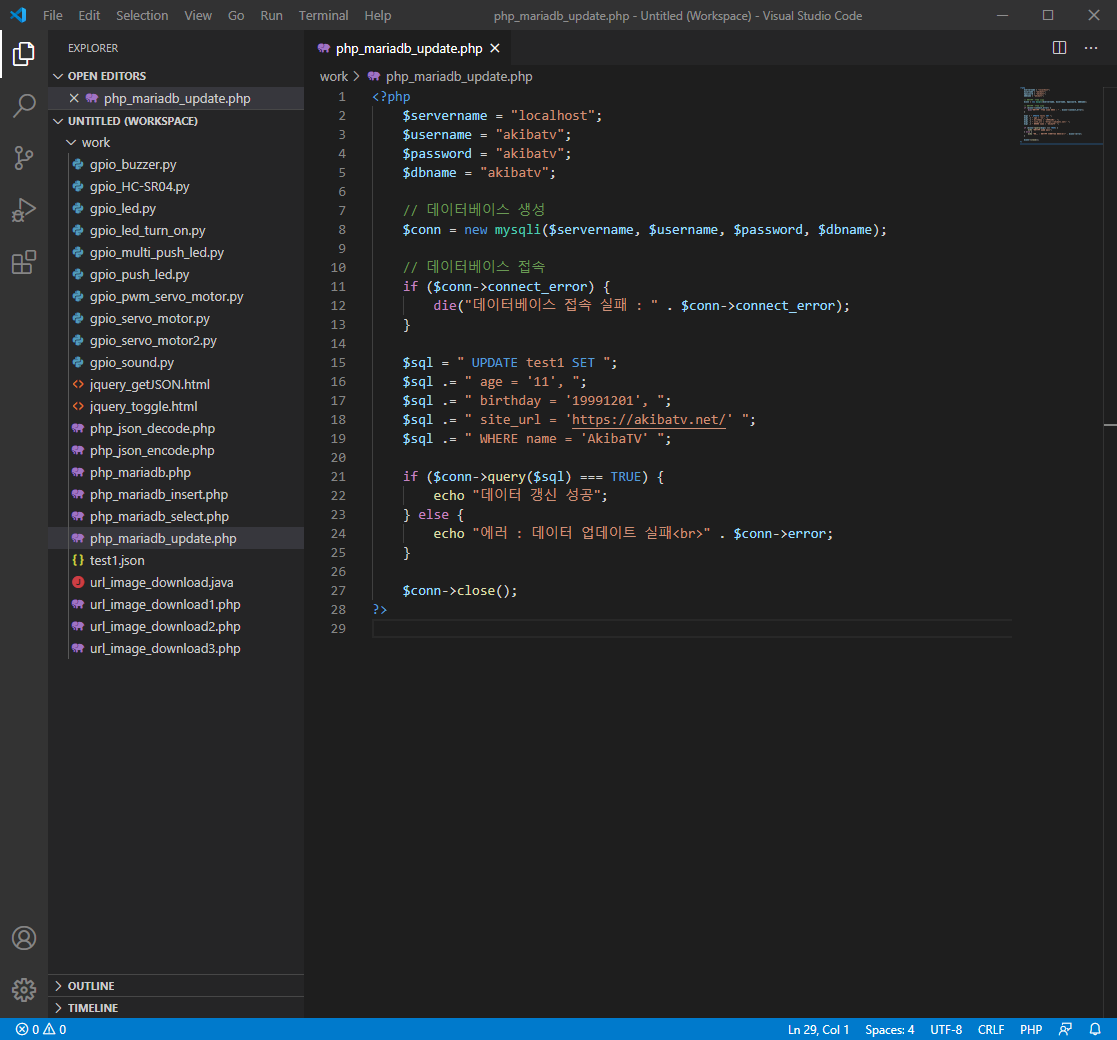 File Edit Selection View Go Run Terminal Help php_mariadb_update.php - Untitled (Workspace) - Visual Studio Code
EXPLORER
OPEN EDITORS
php_mariadb_update.php
UNTITLED (WORKSPACE)
work
gpio_buzzer.py
gpio_HC-SR04.py
gpio_led.py
gpio_led_turn_on.py
gpio_multi_push_led.py
gpio_push_led.py
gpio_pwm_servo_motor.py
gpio_servo_motor.py
gpio_servo_motor2.py
gpio_sound.py
jquery_getJSON.html
jquery_toggle.html
php_json_decode.php
php_json_encode.php
php_mariadb.php
php_mariadb_insert.php
php_mariadb_select.php
php_mariadb_update.php
test1.json
url_image_download.java
url_image_download1.php
url_image_download2.php
url_image_download3.php
OUTLINE
TIMELINE
php_mariadb_update.php
work > php_mariadb_update.php
1 <?php
2     $servername = "localhost";
3     $username = "akibatv";
4     $password = "akibatv";
5     $dbname = "akibatv";
6
7     // 데이터베이스 생성
8     $conn = new mysqli($servername, $username, $password, $dbname);
9
10     // 데이터베이스 접속
11     if ($conn->connect_error) {
12         die("데이터베이스 접속 실패 : " . $conn->connect_error);
13     }
14
15     $sql = " UPDATE test1 SET ";
16     $sql .= " age = '11', ";
17     $sql .= " birthday = '19991201', ";
18     $sql .= " site_url = 'https://akibatv.net/' ";
19     $sql .= " WHERE name = 'AkibaTV' ";
20
21     if ($conn->query($sql) === TRUE) {
22         echo "데이터 갱신 성공";
23     } else {
24         echo "에러 : 데이터 업데이트 실패<br>" . $conn->error;
25     }
26
27     $conn->close();
28 ?>
29
0 0 Ln 29, Col 1 Spaces: 4 UTF-8 CRLF PHP